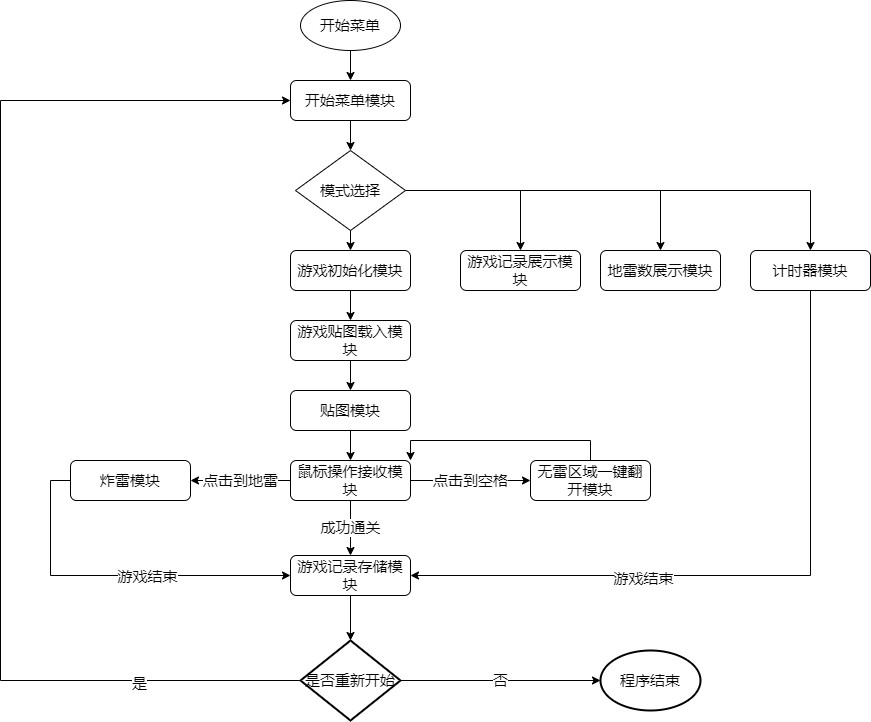 开始菜单
开始菜单模块
模式选择
游戏初始化模块
游戏记录展示模
块
地雷数展示模块
计时器模块
游戏贴图载入模
块
贴图模块
炸雷模块
点击到地雷
鼠标操作接收模
块
点击到空格
无雷区域一键翻
开模块
成功通关
游戏结束
游戏记录存储模
块
游戏结束
是
是否重新开始
否
程序结束